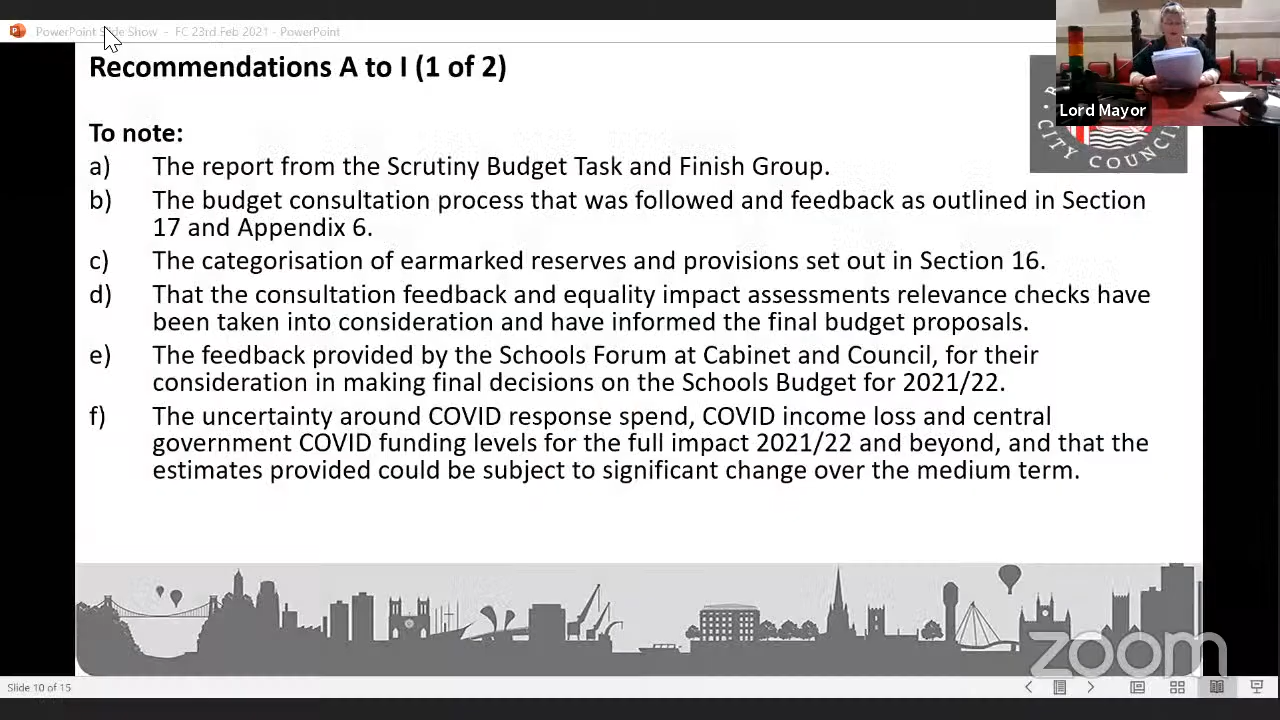 PowerPoint Slide Show - FC 23rd Feb 2021 - PowerPoint
Recommendations A to I (1 of 2)
Lord Mayor
CITY COUNCIL
To note:
a) The report from the Scrutiny Budget Task and Finish Group.
b) The budget consultation process that was followed and feedback as outlined in Section
17 and Appendix 6.
c) The categorisation of earmarked reserves and provisions set out in Section 16.
d) That the consultation feedback and equality impact assessments relevance checks have
been taken into consideration and have informed the final budget proposals.
e) The feedback provided by the Schools Forum at Cabinet and Council, for their
consideration in making final decisions on the Schools Budget for 2021/22.
f) The uncertainty around COVID response spend, COVID income loss and central
government COVID funding levels for the full impact 2021/22 and beyond, and that the
estimates provided could be subject to significant change over the medium term.
zoom
Slide 10 of 15